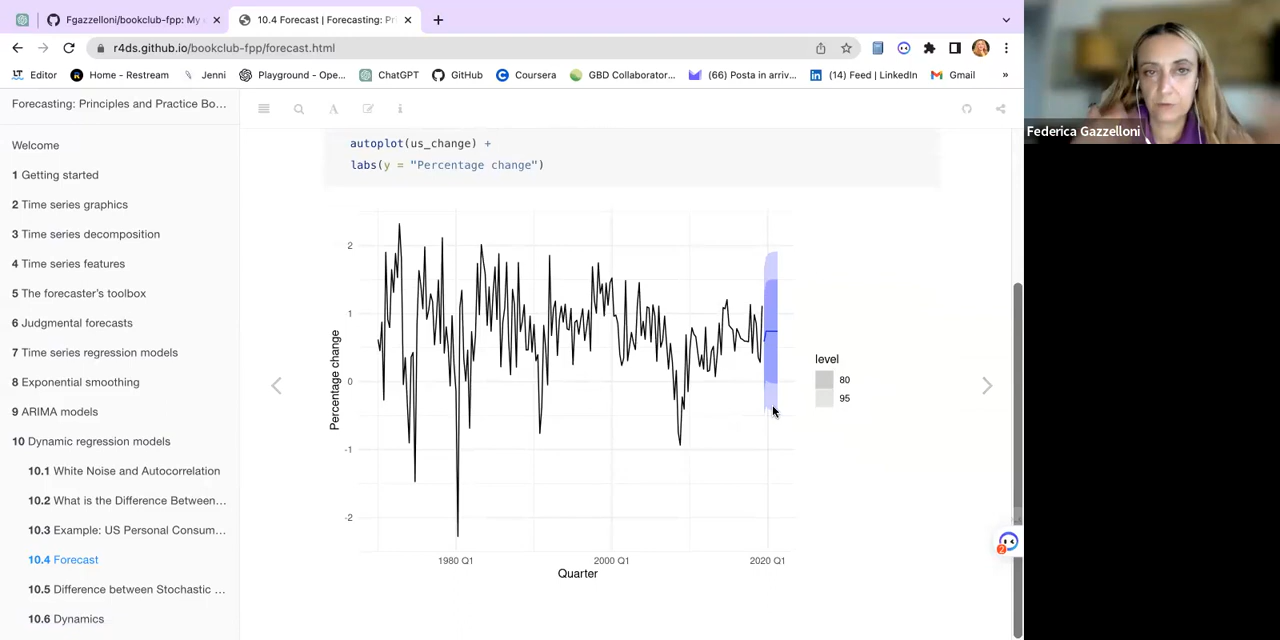 Fgazzelloni/bookclub-fpp: My
10.4 Forecast | Forecasting: Pri
r4ds.github.io/bookclub-fpp/forecast.html
LT Editor
Home - Restream
Jenni
Playground - Ope...
ChatGPT
GitHub
Coursera
GBD Collaborator...
(66) Posta in arriv...
(14) Feed | LinkedIn
Gmail
»
Forecasting: Principles and Practice Bo...
Welcome
1 Getting started
2 Time series graphics
3 Time series decomposition
4 Time series features
5 The forecaster's toolbox
6 Judgmental forecasts
7 Time series regression models
8 Exponential smoothing
9 ARIMA models
10 Dynamic regression models
10.1 White Noise and Autocorrelation
10.2 What is the Difference Between...
10.3 Example: US Personal Consum...
10.4 Forecast
10.5 Difference between Stochastic ...
10.6 Dynamics
autoplot(us_change) +
labs(y = "Percentage change")
Percentage change
2
1
0
-1
-2
1980 Q1
2000 Q1
2020 Q1
Quarter
level
80
95
2
Federica Gazzelloni